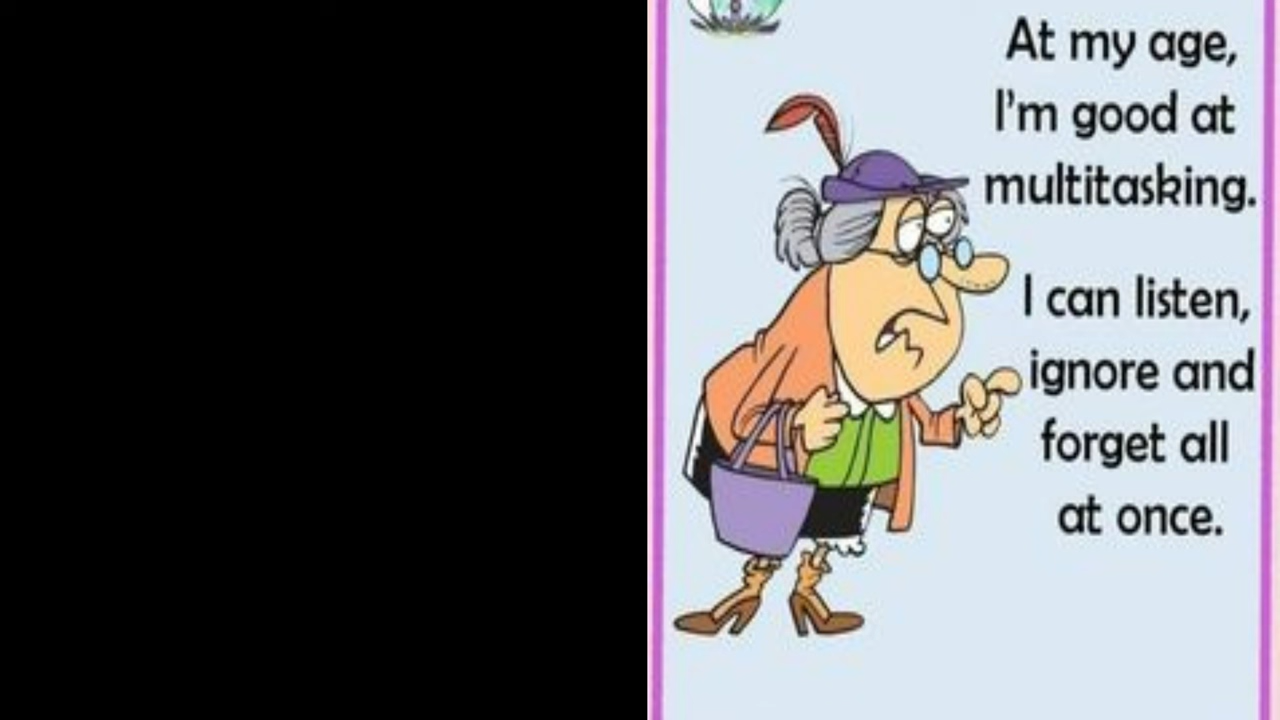 At my age,
I'm good at
multitasking.
I can listen,
ignore and
forget all
at once.